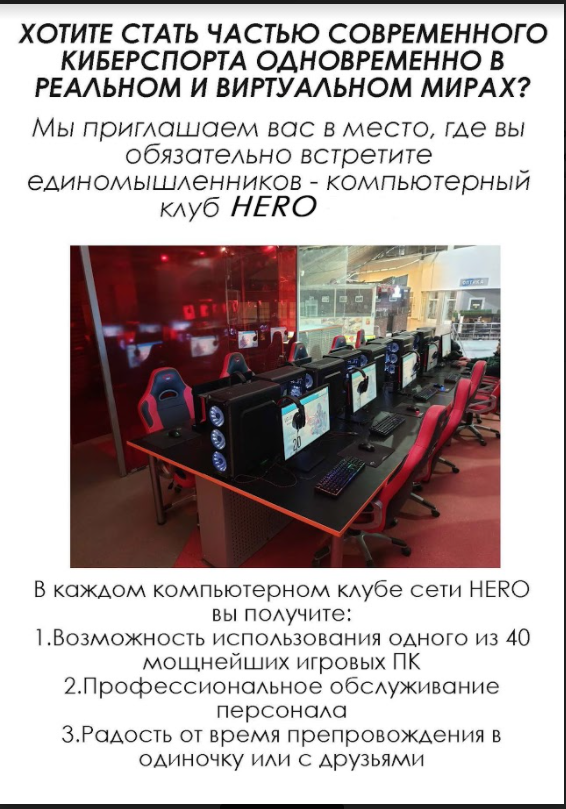 ХОТИТЕ СТАТЬ ЧАСТЬЮ СОВРЕМЕННОГО
КИБЕРСПОРТА ОДНОВРЕМЕННО В
РЕАЛЬНОМ И ВИРТУАЛЬНОМ МИРАХ?
Мы приглашаем вас в место, где вы
обязательно встретите
единомышленников - компьютерный
клуб HERO
В каждом компьютерном клубе сети HERO
вы получите:
1.Возможность использования одного из 40
мощнейших игровых ПК
2.Профессиональное обслуживание
персонала
3.Радость от время препровождения в
одиночку или с друзьями